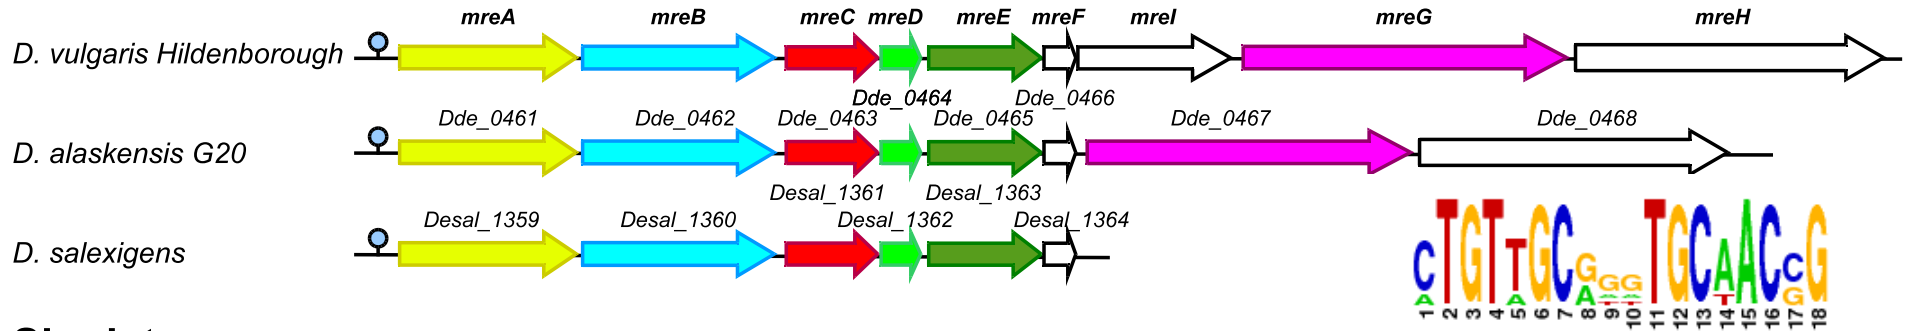 mreA mreB mreC mreD mreE mreF mreI mreG mreH
D. vulgaris Hildenborough
Dde_0464 Dde_0466
Dde_0461 Dde_0462 Dde_0463 Dde_0465 Dde_0467 Dde_0468
D. alaskensis G20
Desal_1361 Desal_1363
Desal_1359 Desal_1360 Desal_1362 Desal_1364
D. salexigens
CTGTTGCGGGTGCAACCG
A A A T G
1 2 3 4 5 6 7 8 9 10 11 12 13 14 15 16 17 18